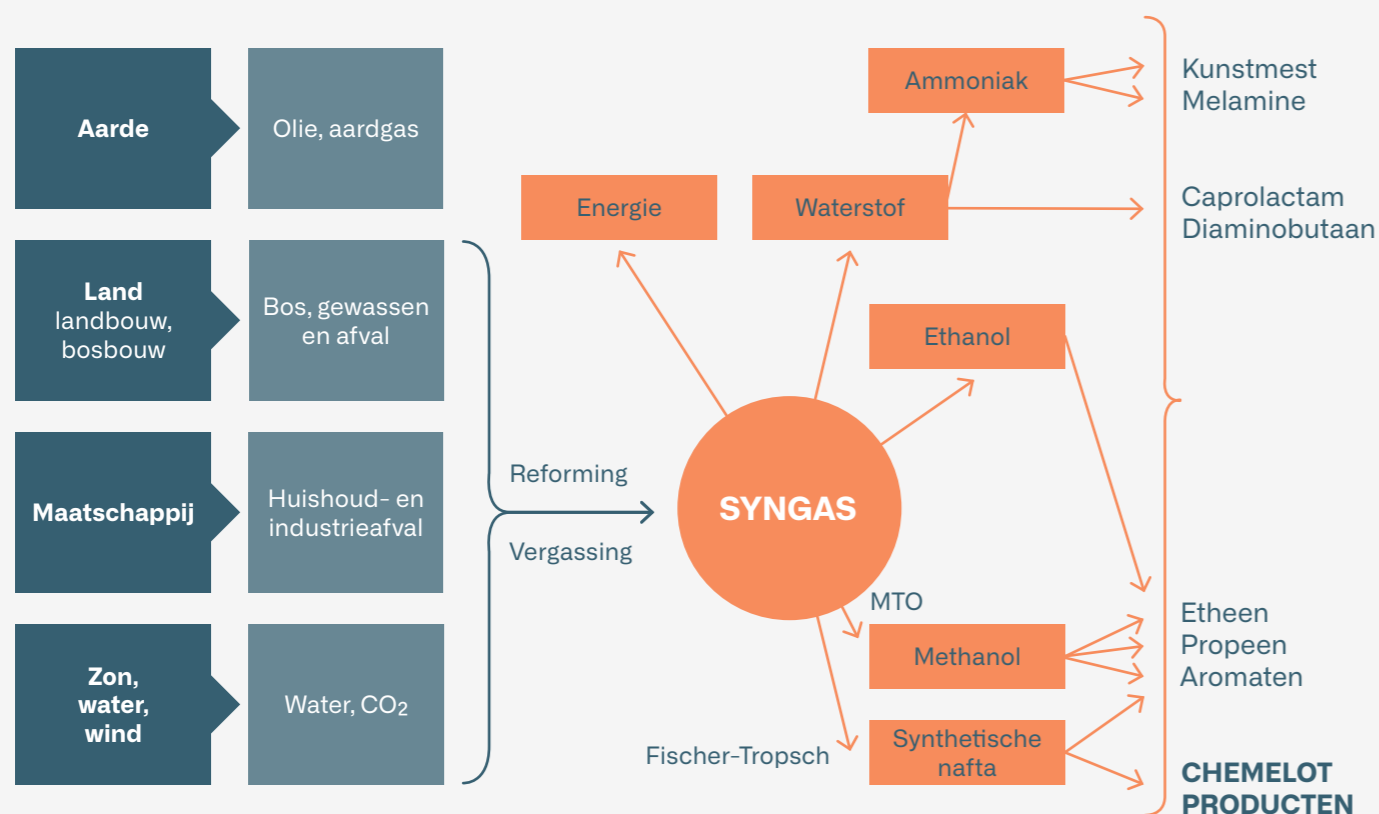 Aarde
Olie, aardgas
Land
landbouw,
bosbouw
Bos, gewassen
en afval
Maatschappij
Huishoud- en
industrieafval
Zon,
water,
wind
Water, CO₂
Reforming
Vergassing
SYNGAS
Energie
Waterstof
Ammoniak
Ethanol
MTO
Methanol
Fischer-Tropsch
Synthetische
nafta
Kunstmest
Melamine
Caprolactam
Diaminobutaan
Etheen
Propeen
Aromaten
CHEMELOT
PRODUCTEN